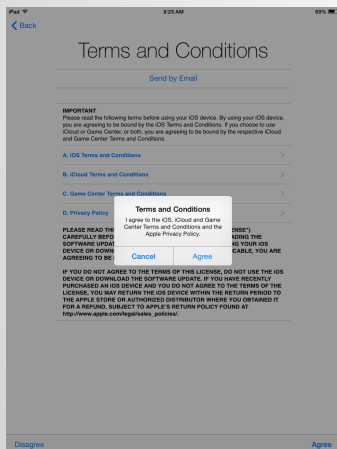 iPad 8:23 AM 69%
Back
Terms and Conditions
Send by Email
IMPORTANT
Please read the following terms before using your iOS device. By using your iOS device,
you are agreeing to be bound by the iOS Terms and Conditions. If you choose to use
iCloud or Game Center, or both, you are agreeing to be bound by the respective iCloud
and Game Center Terms and Conditions.
A. iOS Terms and Conditions
B. iCloud Terms and Conditions
C. Game Center Terms and Conditions
D. Privacy Policy
Terms and Conditions
I agree to the iOS, iCloud and Game
Center Terms and Conditions and the
Apple Privacy Policy.
Cancel Agree
PLEASE READ THI ENSE")
CAREFULLY BEFO ADING THE
SOFTWARE UPDAT NG YOUR iOS
DEVICE OR DOWN CABLE, YOU ARE
AGREEING TO BE
IF YOU DO NOT AGREE TO THE TERMS OF THIS LICENSE, DO NOT USE THE iOS
DEVICE OR DOWNLOAD THE SOFTWARE UPDATE. IF YOU HAVE RECENTLY
PURCHASED AN iOS DEVICE AND YOU DO NOT AGREE TO THE TERMS OF THE
LICENSE, YOU MAY RETURN THE iOS DEVICE WITHIN THE RETURN PERIOD TO
THE APPLE STORE OR AUTHORIZED DISTRIBUTOR WHERE YOU OBTAINED IT
FOR A REFUND, SUBJECT TO APPLE'S RETURN POLICY FOUND AT
http://www.apple.com/legal/sales_policies/.
Disagree Agree